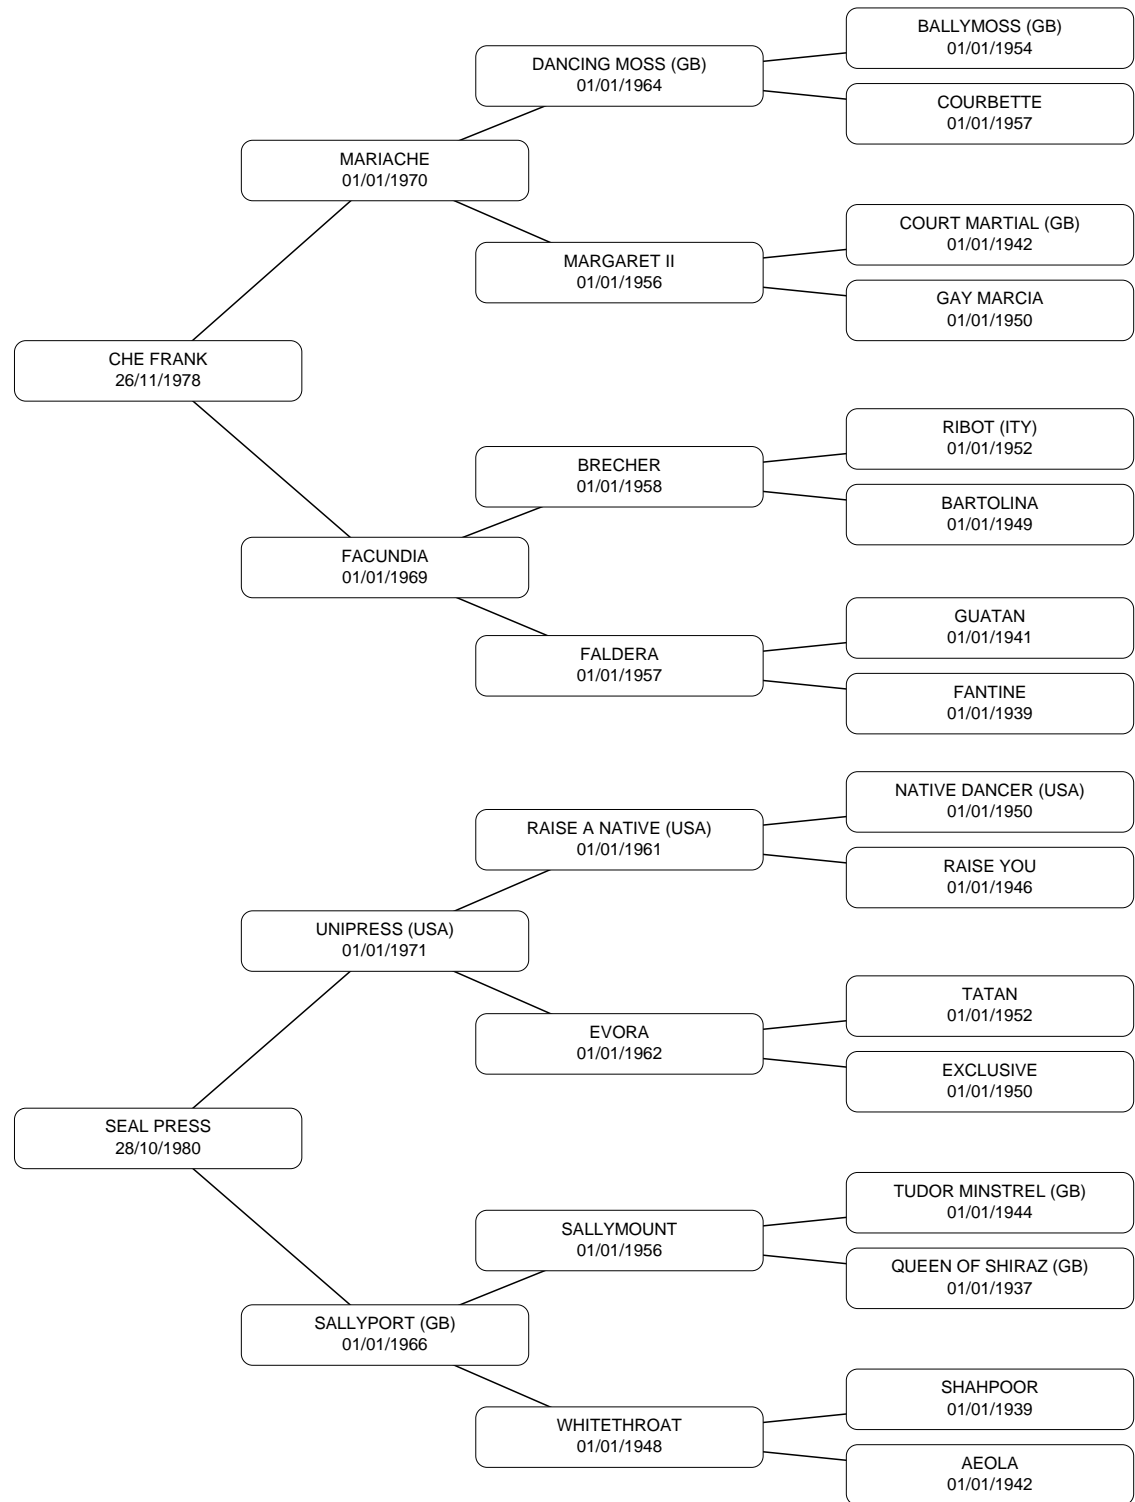 BALLYMOSS (GB)
01/01/1954
DANCING MOSS (GB)
01/01/1964
COURBETTE
01/01/1957
MARIACHE
01/01/1970
COURT MARTIAL (GB)
01/01/1942
MARGARET II
01/01/1956
GAY MARCIA
01/01/1950
CHE FRANK
26/11/1978
RIBOT (ITY)
01/01/1952
BRECHER
01/01/1958
BARTOLINA
01/01/1949
FACUNDIA
01/01/1969
GUATAN
01/01/1941
FALDERA
01/01/1957
FANTINE
01/01/1939
NATIVE DANCER (USA)
01/01/1950
RAISE A NATIVE (USA)
01/01/1961
RAISE YOU
01/01/1946
UNIPRESS (USA)
01/01/1971
TATAN
01/01/1952
EVORA
01/01/1962
EXCLUSIVE
01/01/1950
SEAL PRESS
28/10/1980
TUDOR MINSTREL (GB)
01/01/1944
SALLYMOUNT
01/01/1956
QUEEN OF SHIRAZ (GB)
01/01/1937
SALLYPORT (GB)
01/01/1966
SHAHPOOR
01/01/1939
WHITETHROAT
01/01/1948
AEOLA
01/01/1942